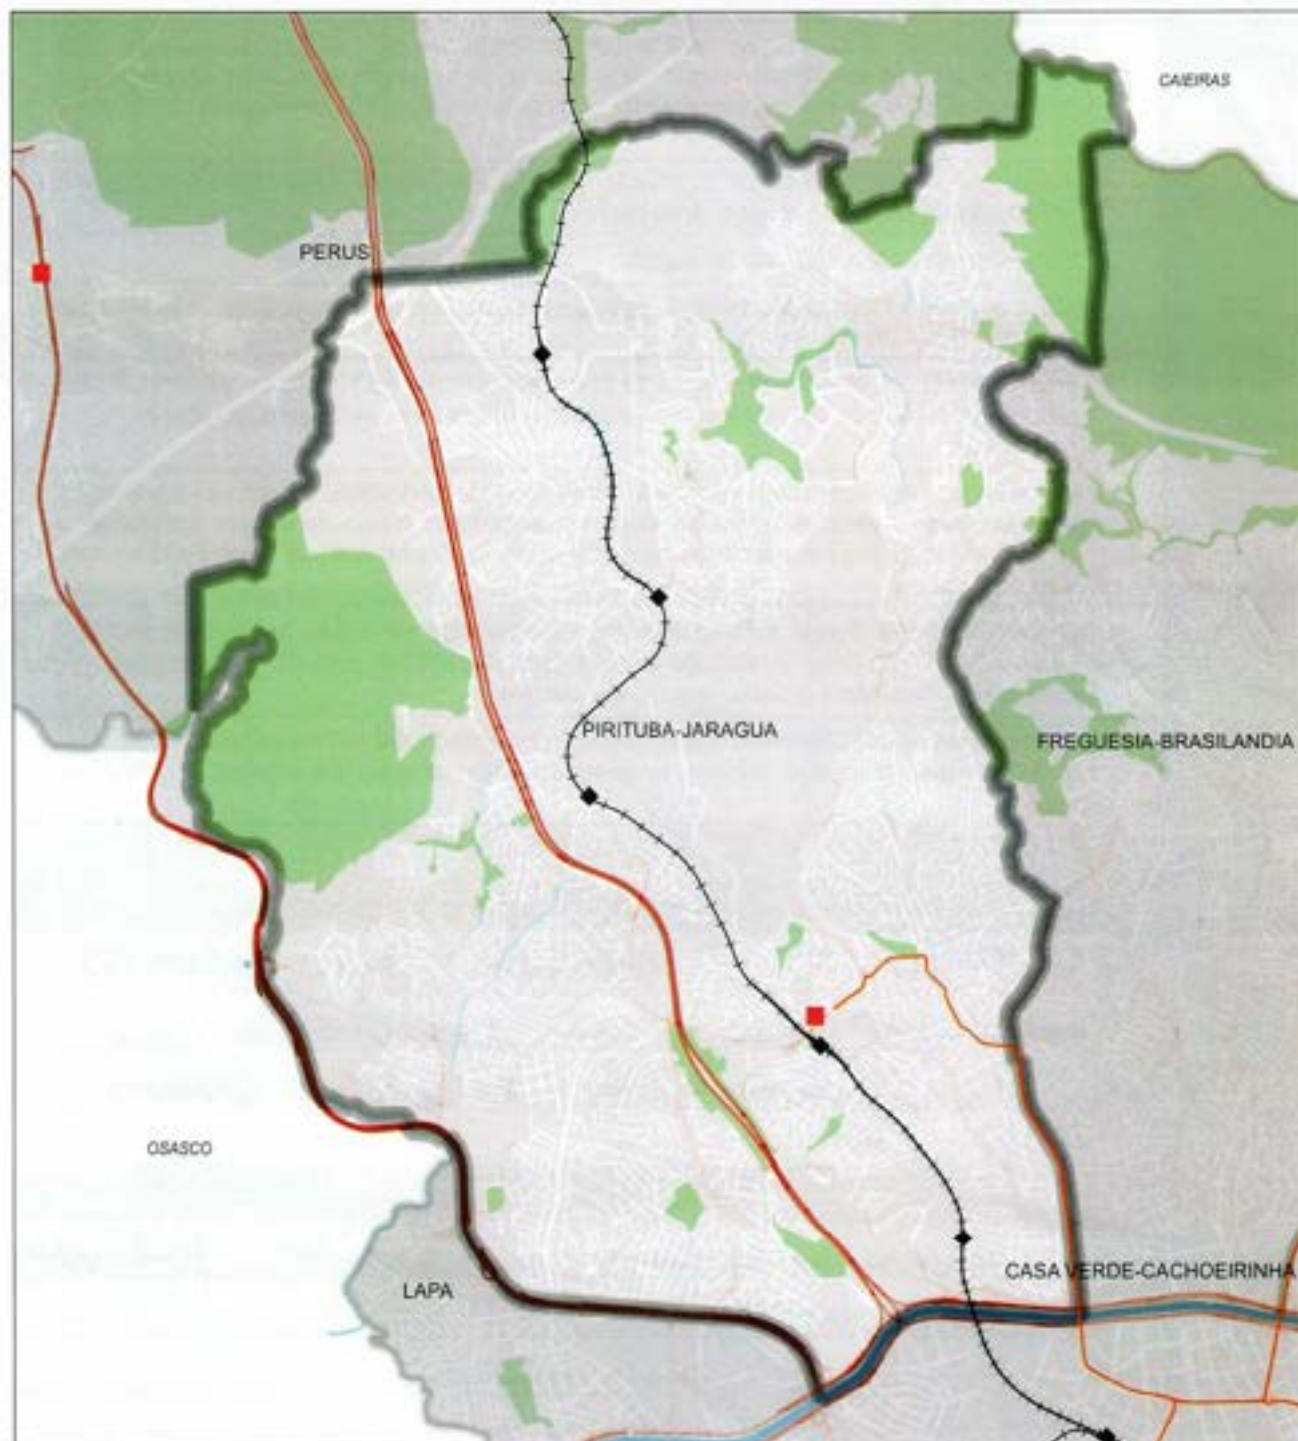 CAIEIRAS
PERUS
PIRITUBA-JARAGUA
FREGUESIA-BRASILANDIA
OSASCO
CASA VERDE-CACHOEIRINHA
LAPA